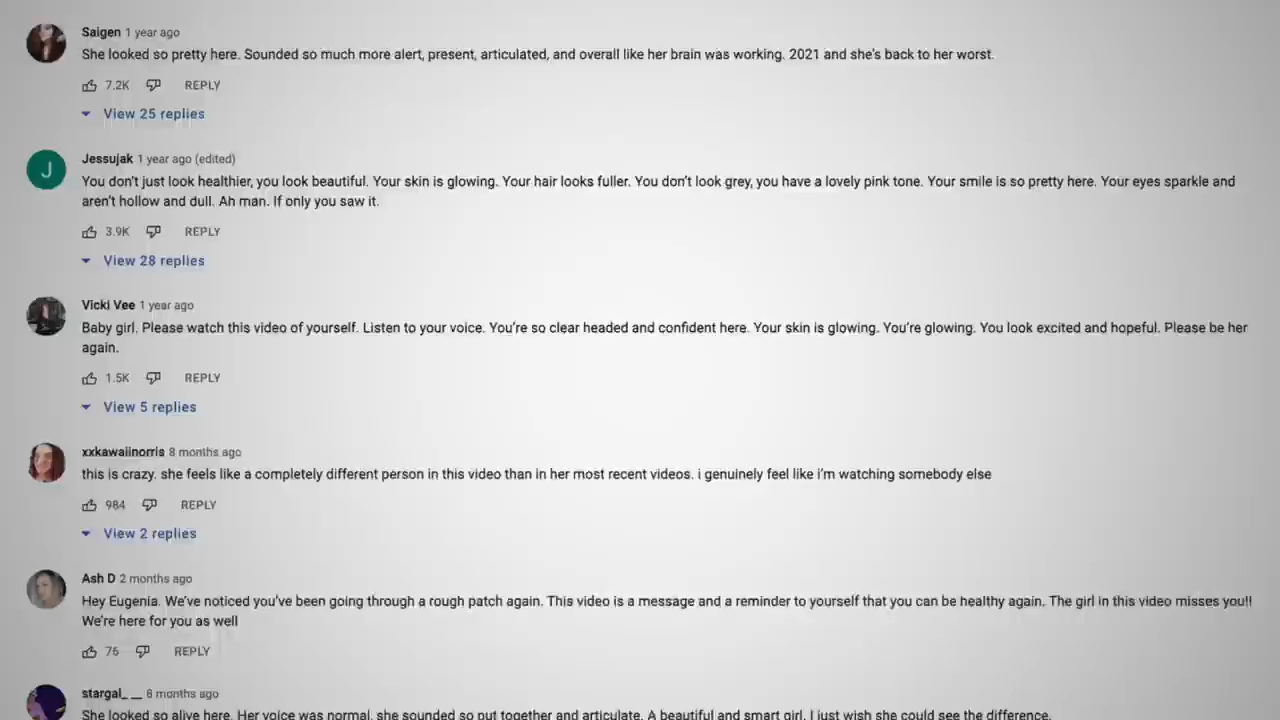 Saigen 1 year ago
She looked so pretty here. Sounded so much more alert, present, articulated, and overall like her brain was working. 2021 and she's back to her worst.
7.2K REPLY
View 25 replies
J
Jessujak 1 year ago (edited)
You don't just look healthier, you look beautiful. Your skin is glowing. Your hair looks fuller. You don't look grey, you have a lovely pink tone. Your smile is so pretty here. Your eyes sparkle and
aren't hollow and dull. Ah man. If only you saw it.
3.9K REPLY
View 28 replies
Vicki Vee 1 year ago
Baby girl. Please watch this video of yourself. Listen to your voice. You're so clear headed and confident here. Your skin is glowing. You're glowing. You look excited and hopeful. Please be her
again.
1.5K REPLY
View 5 replies
xxkawaiinorris 8 months ago
this is crazy. she feels like a completely different person in this video than in her most recent videos. i genuinely feel like i'm watching somebody else
984 REPLY
View 2 replies
Ash D 2 months ago
Hey Eugenia. We've noticed you've been going through a rough patch again. This video is a message and a reminder to yourself that you can be healthy again. The girl in this video misses you!!
We're here for you as well
76 REPLY
stargal_ __ 6 months ago
She looked so alive here. Her voice was normal, she sounded so put together and articulate. A beautiful and smart girl. I just wish she could see the difference.